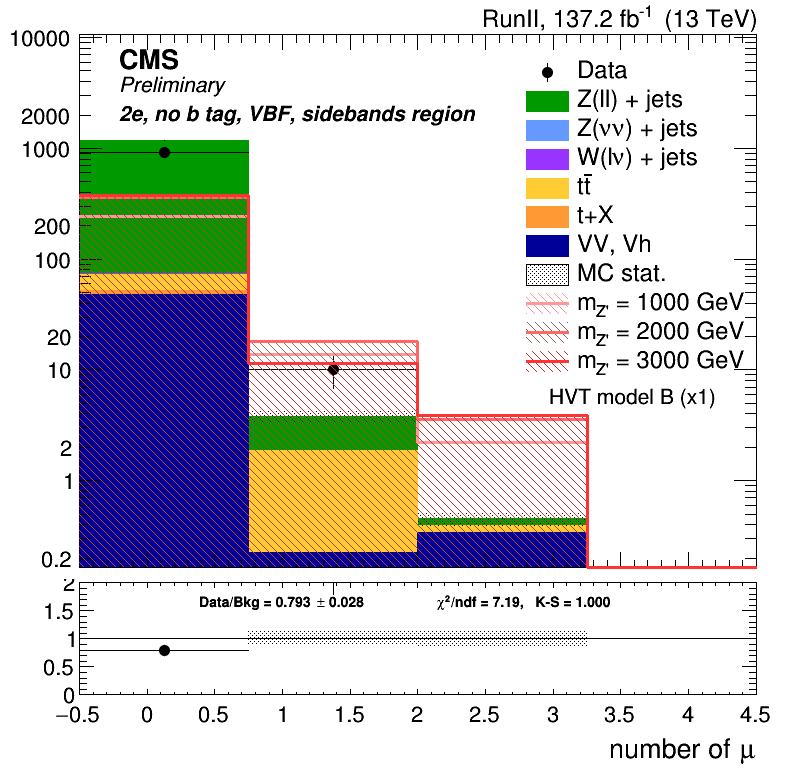 RunII, 137.2 fb⁻¹ (13 TeV)
CMS
Preliminary
2e, no b tag, VBF, sidebands region
Data
Z(ll) + jets
Z(νν) + jets
W(lν) + jets
tt̄
t+X
VV, Vh
MC stat.
m_Z' = 1000 GeV
m_Z' = 2000 GeV
m_Z' = 3000 GeV
HVT model B (x1)
10000
2000
1000
200
100
20
10
2
1
0.2
Data/Bkg = 0.793 ± 0.028 χ²/ndf = 7.19, K-S = 1.000
2
1.5
1
0.5
0
−0.5 0 0.5 1 1.5 2 2.5 3 3.5 4 4.5
number of μ